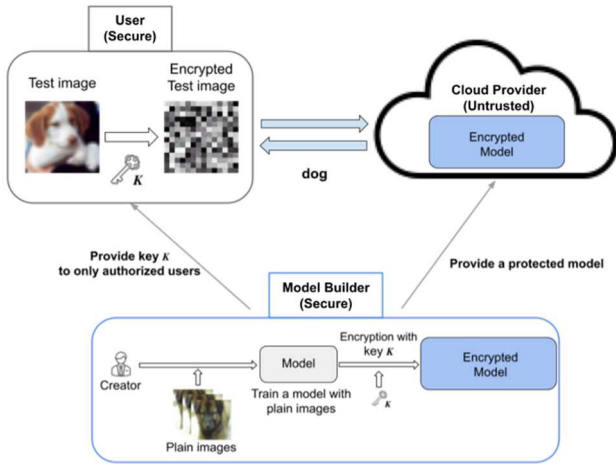 User
(Secure)
Test image
Encrypted
Test image
K
Cloud Provider
(Untrusted)
Encrypted
Model
dog
Provide key K
to only authorized users
Provide a protected model
Model Builder
(Secure)
Creator
Plain images
Model
Train a model with
plain images
Encryption with
key K
K
Encrypted
Model